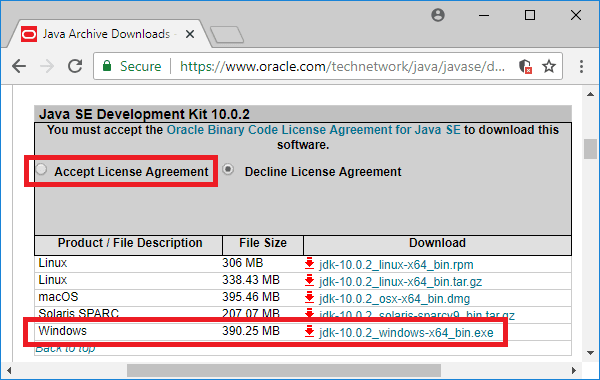 Java Archive Downloads -
Secure
https://www.oracle.com/technetwork/java/javase/d...
Java SE Development Kit 10.0.2
You must accept the Oracle Binary Code License Agreement for Java SE to download this
software.
Accept License Agreement Decline License Agreement
Product / File Description File Size Download
Linux 306 MB jdk-10.0.2_linux-x64_bin.rpm
Linux 338.43 MB jdk-10.0.2_linux-x64_bin.tar.gz
macOS 395.46 MB jdk-10.0.2_osx-x64_bin.dmg
Solaris SPARC 207.07 MB jdk-10.0.2_solaris-sparcv9_bin.tar.gz
Windows 390.25 MB jdk-10.0.2_windows-x64_bin.exe
Back to top